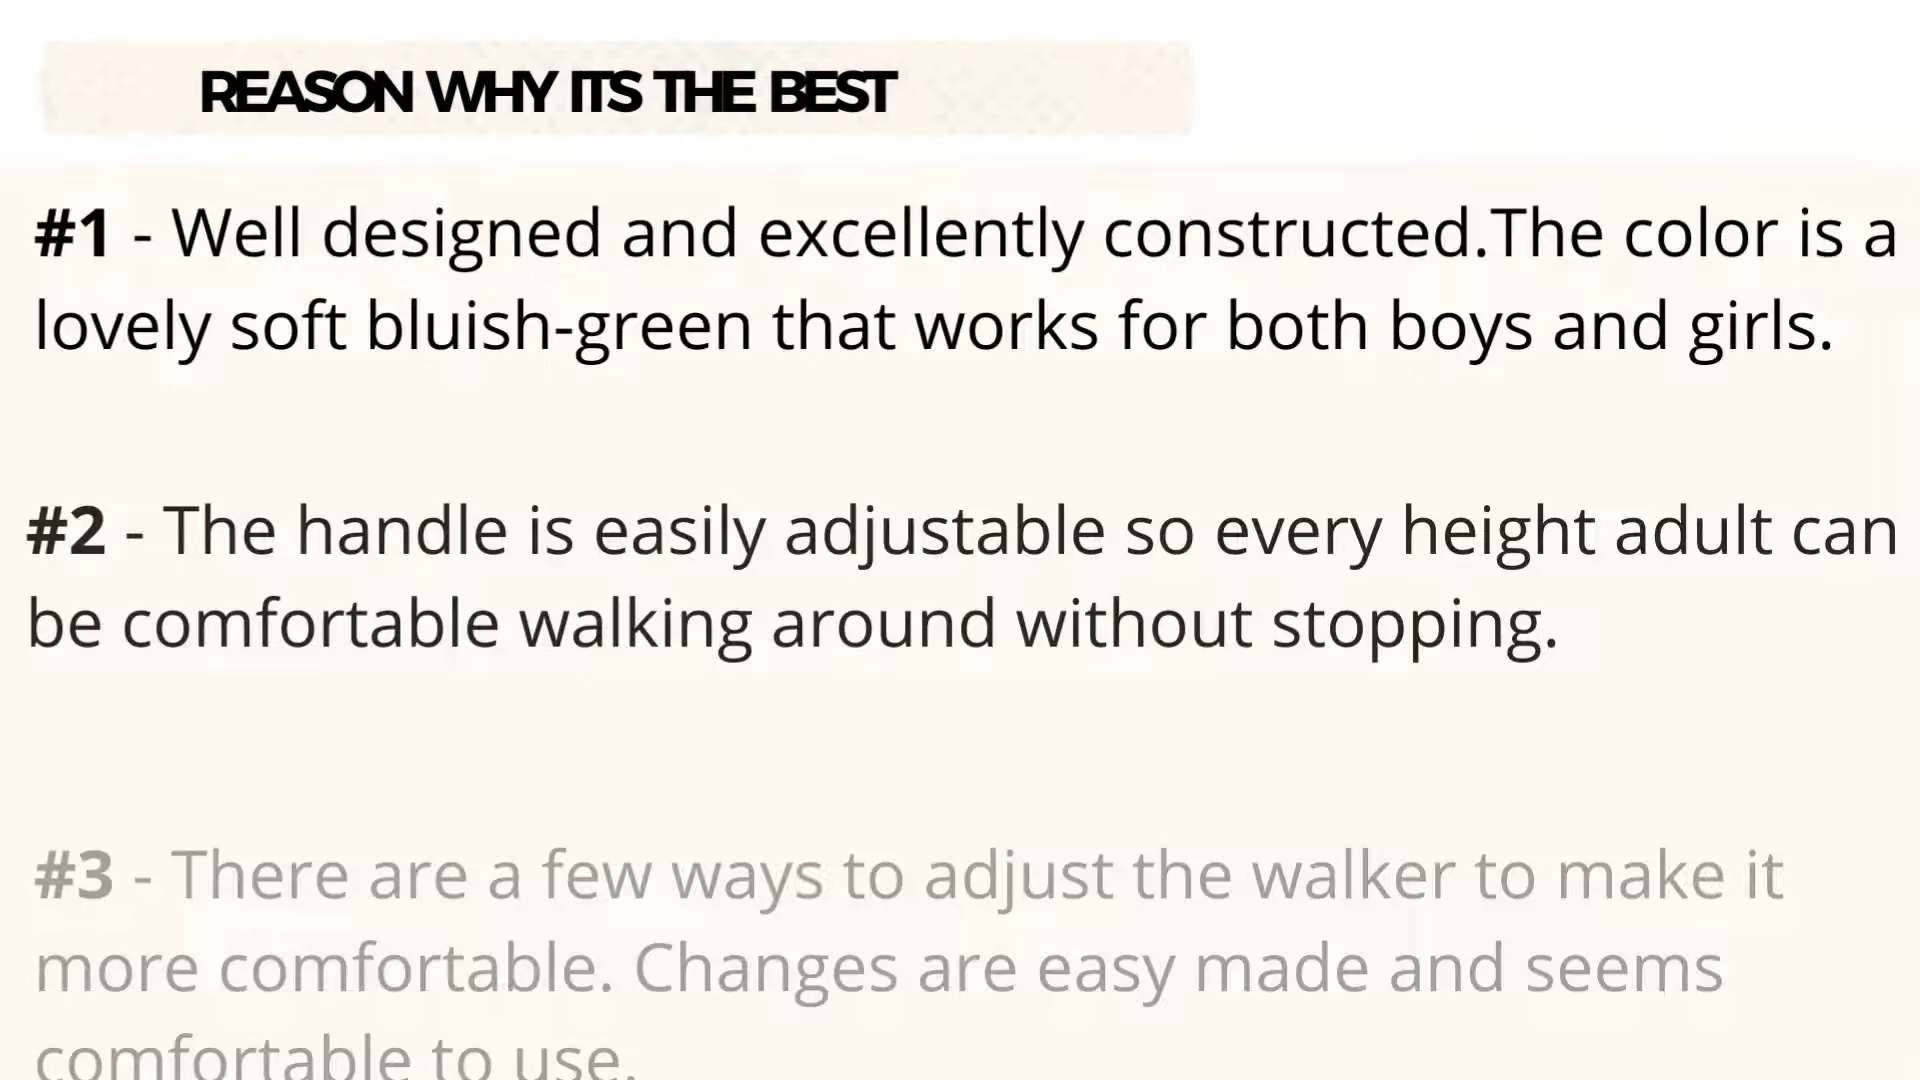 REASON WHY ITS THE BEST
#1 - Well designed and excellently constructed.The color is a
lovely soft bluish-green that works for both boys and girls.
#2 - The handle is easily adjustable so every height adult can
be comfortable walking around without stopping.
#3 - There are a few ways to adjust the walker to make it
more comfortable. Changes are easy made and seems
comfortable to use.